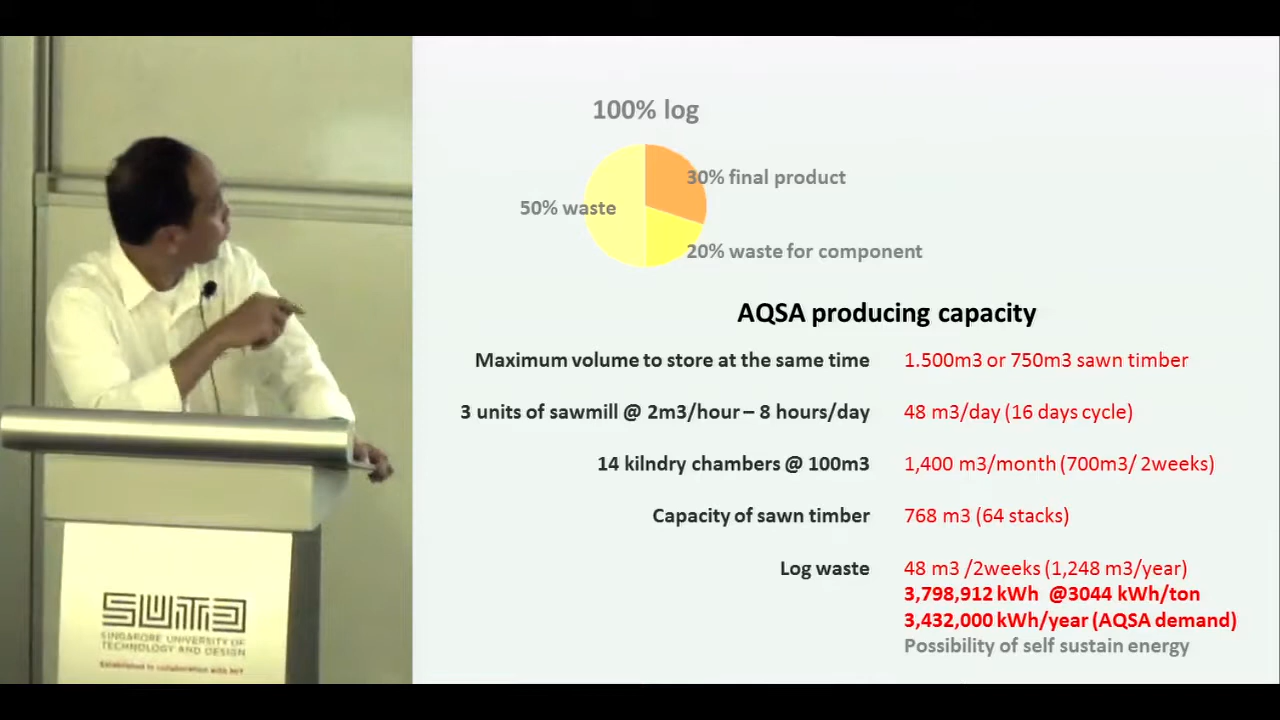 100% log
30% final product
50% waste
20% waste for component
AQSA producing capacity
Maximum volume to store at the same time 1.500m3 or 750m3 sawn timber
3 units of sawmill @ 2m3/hour – 8 hours/day 48 m3/day (16 days cycle)
14 kilndry chambers @ 100m3 1,400 m3/month (700m3/ 2weeks)
Capacity of sawn timber 768 m3 (64 stacks)
Log waste 48 m3 /2weeks (1,248 m3/year)
3,798,912 kWh @3044 kWh/ton
3,432,000 kWh/year (AQSA demand)
Possibility of self sustain energy
SUTD
SINGAPORE UNIVERSITY OF
TECHNOLOGY AND DESIGN
Established in collaboration with MIT